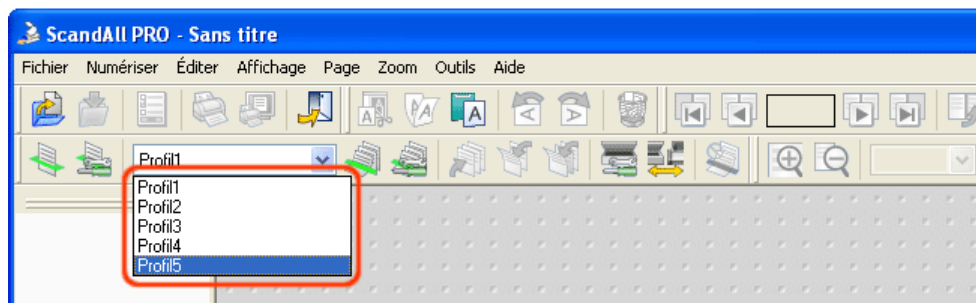 ScandAll PRO - Sans titre
Fichier Numériser Éditer Affichage Page Zoom Outils Aide
Profil1
Profil1
Profil2
Profil3
Profil4
Profil5